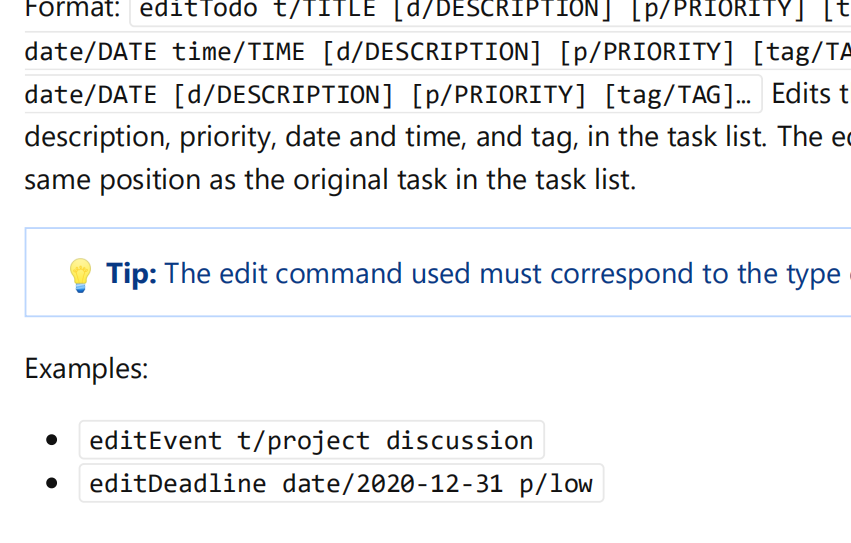 Format: editTodo t/TITLE [d/DESCRIPTION] [p/PRIORITY] [t
date/DATE time/TIME [d/DESCRIPTION] [p/PRIORITY] [tag/TA
date/DATE [d/DESCRIPTION] [p/PRIORITY] [tag/TAG]… Edits t
description, priority, date and time, and tag, in the task list. The e
same position as the original task in the task list.
Tip: The edit command used must correspond to the type
Examples:
editEvent t/project discussion
editDeadline date/2020-12-31 p/low